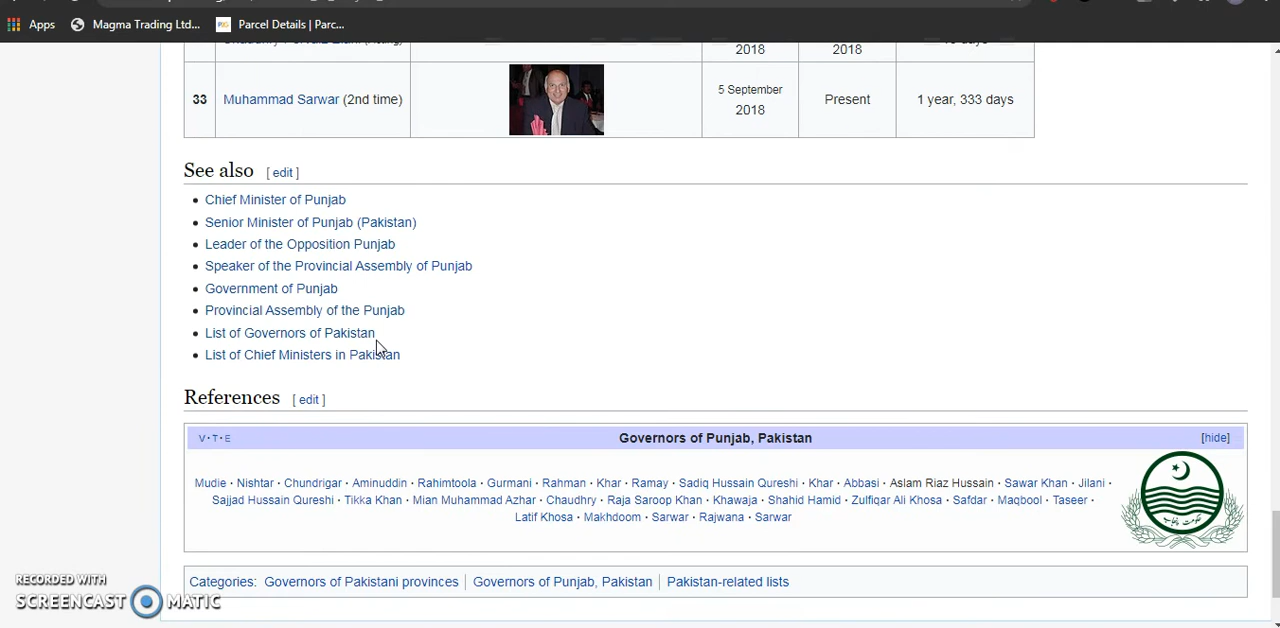 Apps Magma Trading Ltd... Parcel Details | Parc...
2018 2018
33 Muhammad Sarwar (2nd time) 5 September 2018 Present 1 year, 333 days
See also [ edit ]
• Chief Minister of Punjab
• Senior Minister of Punjab (Pakistan)
• Leader of the Opposition Punjab
• Speaker of the Provincial Assembly of Punjab
• Government of Punjab
• Provincial Assembly of the Punjab
• List of Governors of Pakistan
• List of Chief Ministers in Pakistan
References [ edit ]
V·T·E Governors of Punjab, Pakistan [hide]
Mudie · Nishtar · Chundrigar · Aminuddin · Rahimtoola · Gurmani · Rahman · Khar · Ramay · Sadiq Hussain Qureshi · Khar · Abbasi · Aslam Riaz Hussain · Sawar Khan · Jilani ·
Sajjad Hussain Qureshi · Tikka Khan · Mian Muhammad Azhar · Chaudhry · Raja Saroop Khan · Khawaja · Shahid Hamid · Zulfiqar Ali Khosa · Safdar · Maqbool · Taseer ·
Latif Khosa · Makhdoom · Sarwar · Rajwana · Sarwar
Categories: Governors of Pakistani provinces | Governors of Punjab, Pakistan | Pakistan-related lists
RECORDED WITH
SCREENCAST MATIC